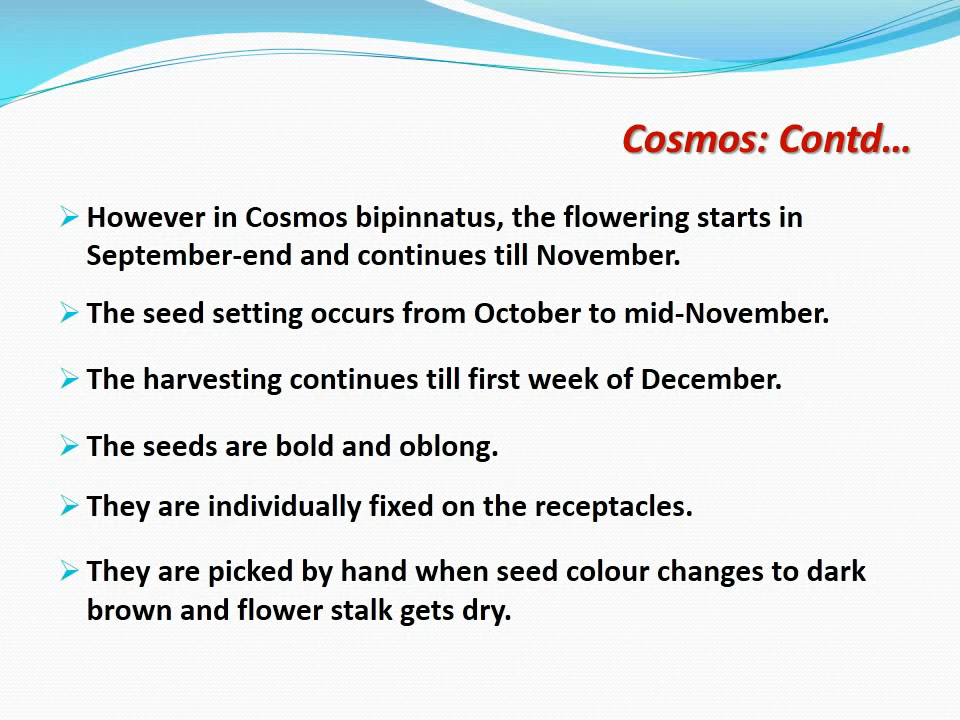 Cosmos: Contd...
However in Cosmos bipinnatus, the flowering starts in
September-end and continues till November.
The seed setting occurs from October to mid-November.
The harvesting continues till first week of December.
The seeds are bold and oblong.
They are individually fixed on the receptacles.
They are picked by hand when seed colour changes to dark
brown and flower stalk gets dry.